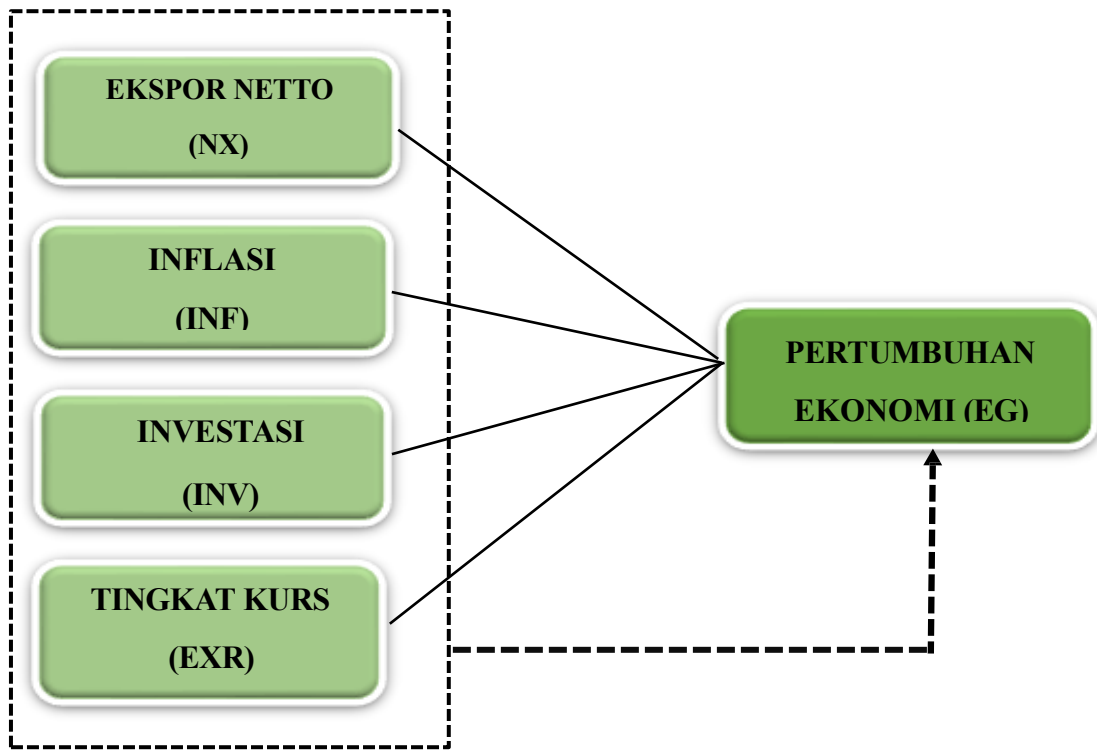 EKSPOR NETTO
(NX)
INFLASI
(INF)
INVESTASI
(INV)
TINGKAT KURS
(EXR)
PERTUMBUHAN
EKONOMI (EG)